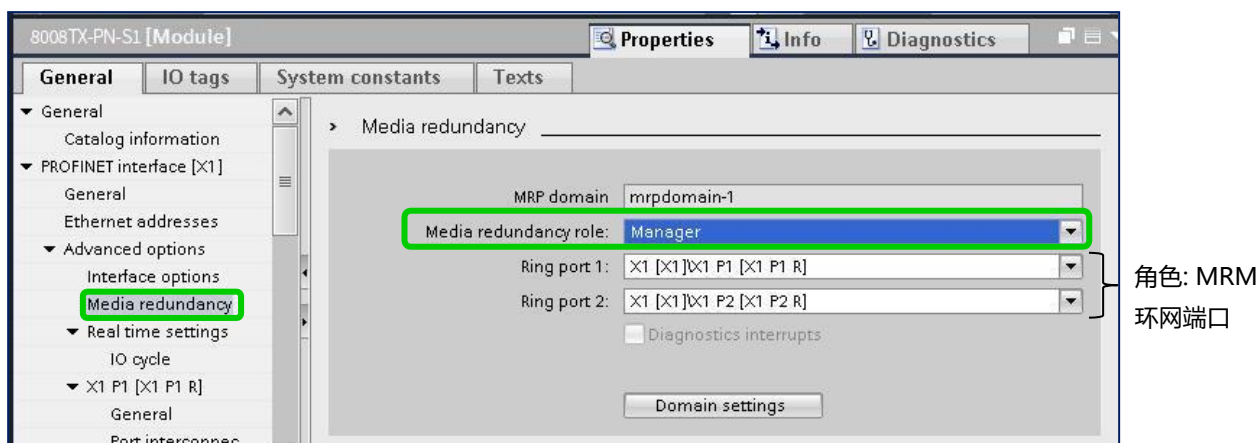 8008TX-PN-S1 [Module]
Properties
Info
Diagnostics
General
IO tags
System constants
Texts
General
Catalog information
PROFINET interface [X1]
General
Ethernet addresses
Advanced options
Interface options
Media redundancy
Real time settings
IO cycle
X1 P1 [X1 P1 R]
General
Port interconnec
Media redundancy
MRP domain mrpdomain-1
Media redundancy role: Manager
Ring port 1: X1 [X1]\X1 P1 [X1 P1 R]
Ring port 2: X1 [X1]\X1 P2 [X1 P2 R]
Diagnostics interrupts
Domain settings
角色: MRM
环网端口